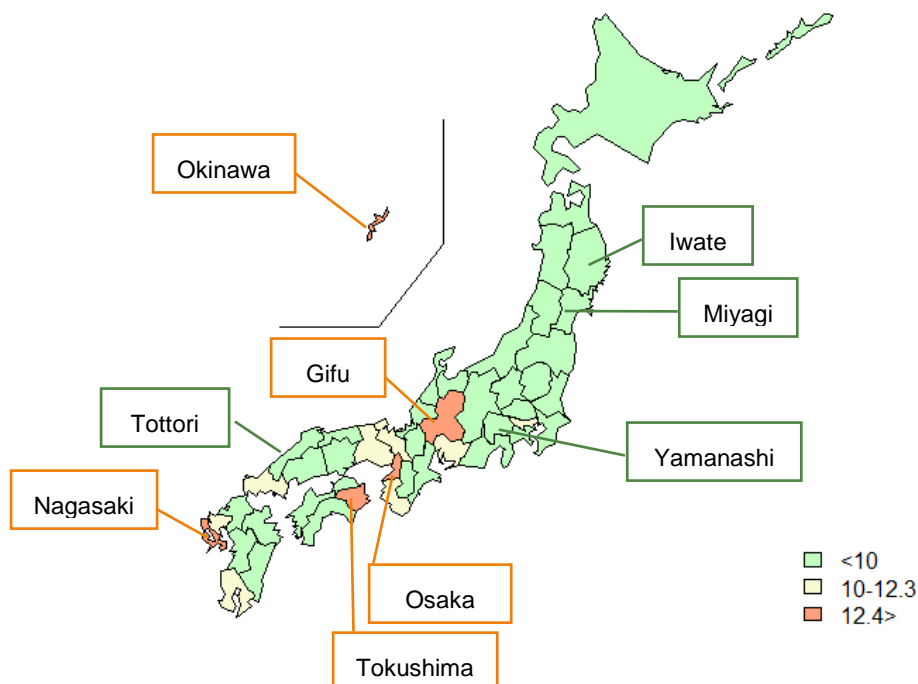 Okinawa
Iwate
Miyagi
Gifu
Tottori
Yamanashi
Nagasaki
Osaka
Tokushima
<10
10-12.3
12.4>